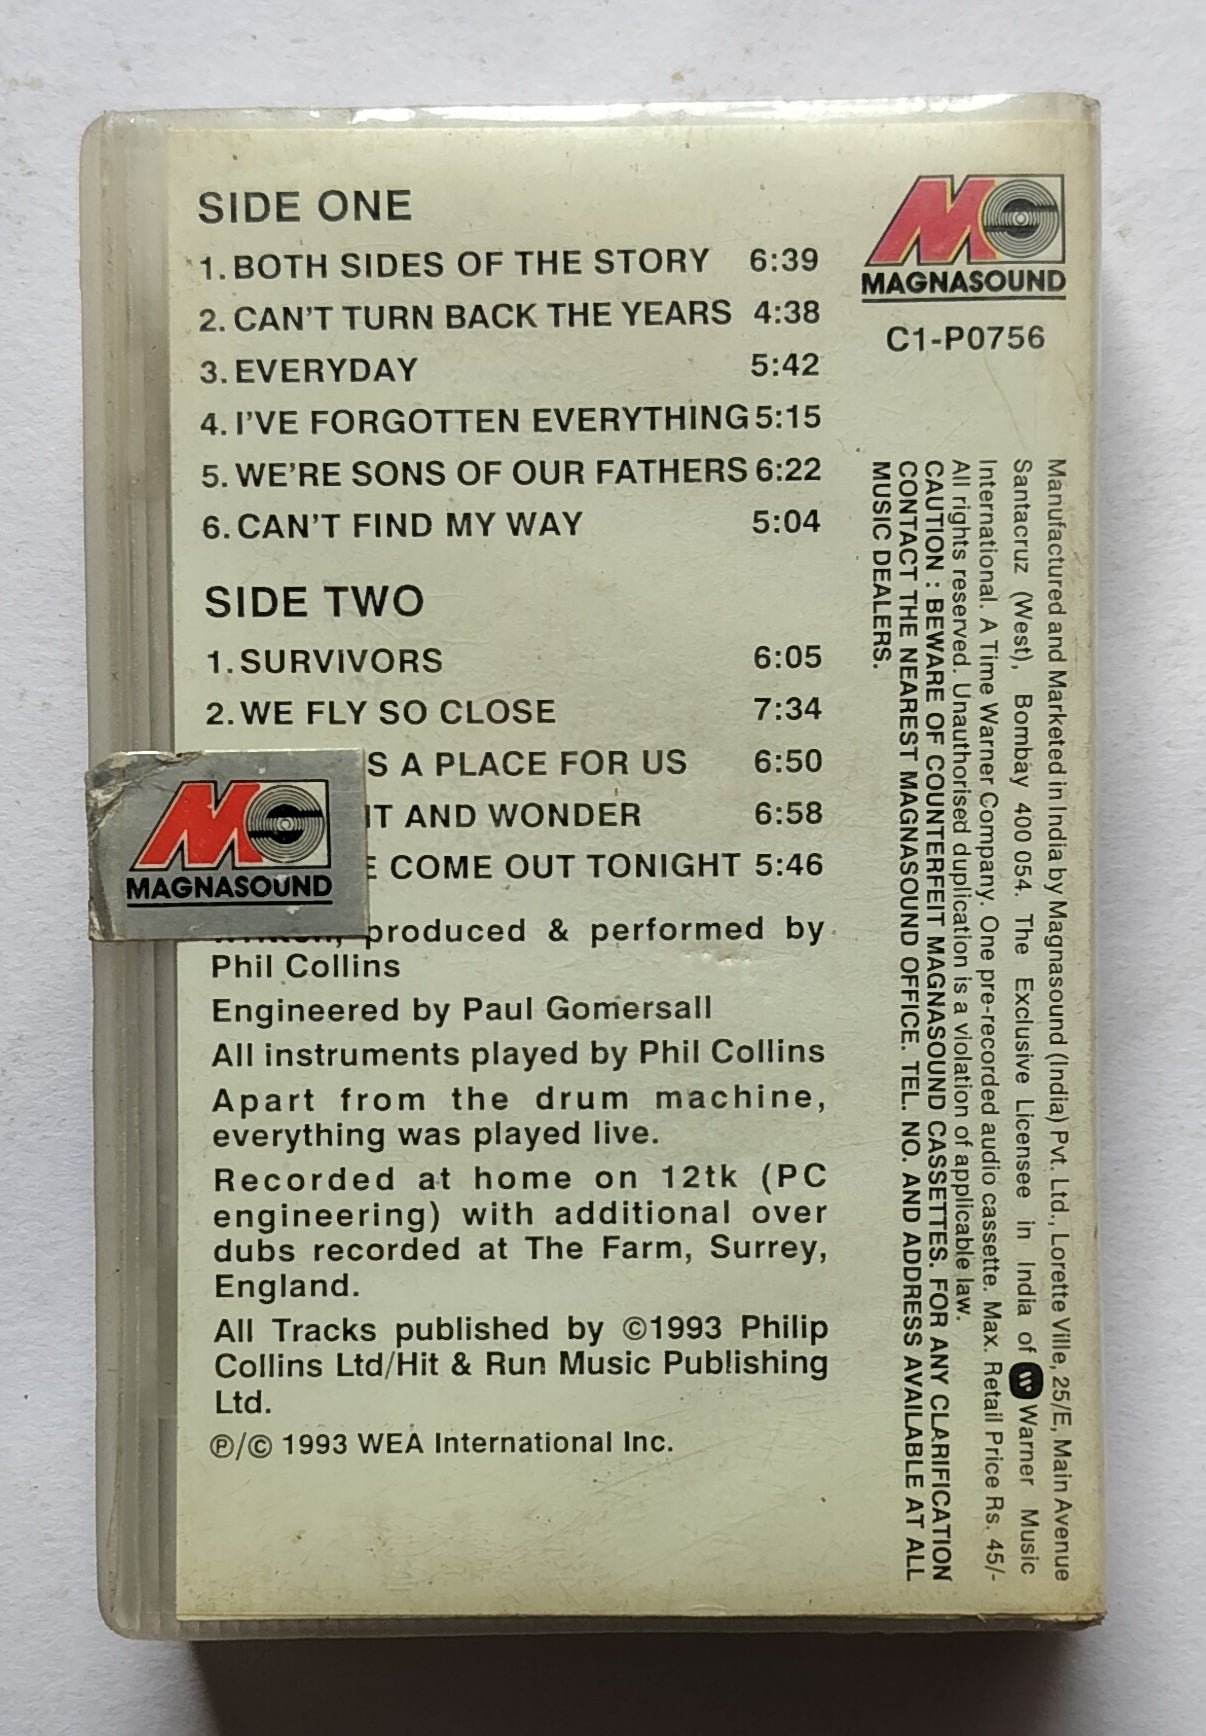 SIDE ONE
1. BOTH SIDES OF THE STORY 6:39
2. CAN'T TURN BACK THE YEARS 4:38
3. EVERYDAY 5:42
4. I'VE FORGOTTEN EVERYTHING 5:15
5. WE'RE SONS OF OUR FATHERS 6:22
6. CAN'T FIND MY WAY 5:04
SIDE TWO
1. SURVIVORS 6:05
2. WE FLY SO CLOSE 7:34
S A PLACE FOR US 6:50
IT AND WONDER 6:58
E COME OUT TONIGHT 5:46
MG
MAGNASOUND
produced & performed by
Phil Collins
Engineered by Paul Gomersall
All instruments played by Phil Collins
Apart from the drum machine,
everything was played live.
Recorded at home on 12tk (PC
engineering) with additional over
dubs recorded at The Farm, Surrey,
England.
All Tracks published by ©1993 Philip
Collins Ltd/Hit & Run Music Publishing
Ltd.
℗/© 1993 WEA International Inc.
MG
MAGNASOUND
C1-P0756
Manufactured and Marketed in India by Magnasound (India) Pvt. Ltd., Lorette Ville, 25/E, Main Avenue
Santacruz (West), Bombay 400 054. The Exclusive Licensee in India of Warner Music
International. A Time Warner Company. One pre-recorded audio cassette. Max. Retail Price Rs. 45/-
All rights reserved. Unauthorised duplication is a violation of applicable law.
CAUTION : BEWARE OF COUNTERFEIT MAGNASOUND CASSETTES. FOR ANY CLARIFICATION
CONTACT THE NEAREST MAGNASOUND OFFICE. TEL. NO. AND ADDRESS AVAILABLE AT ALL
MUSIC DEALERS.